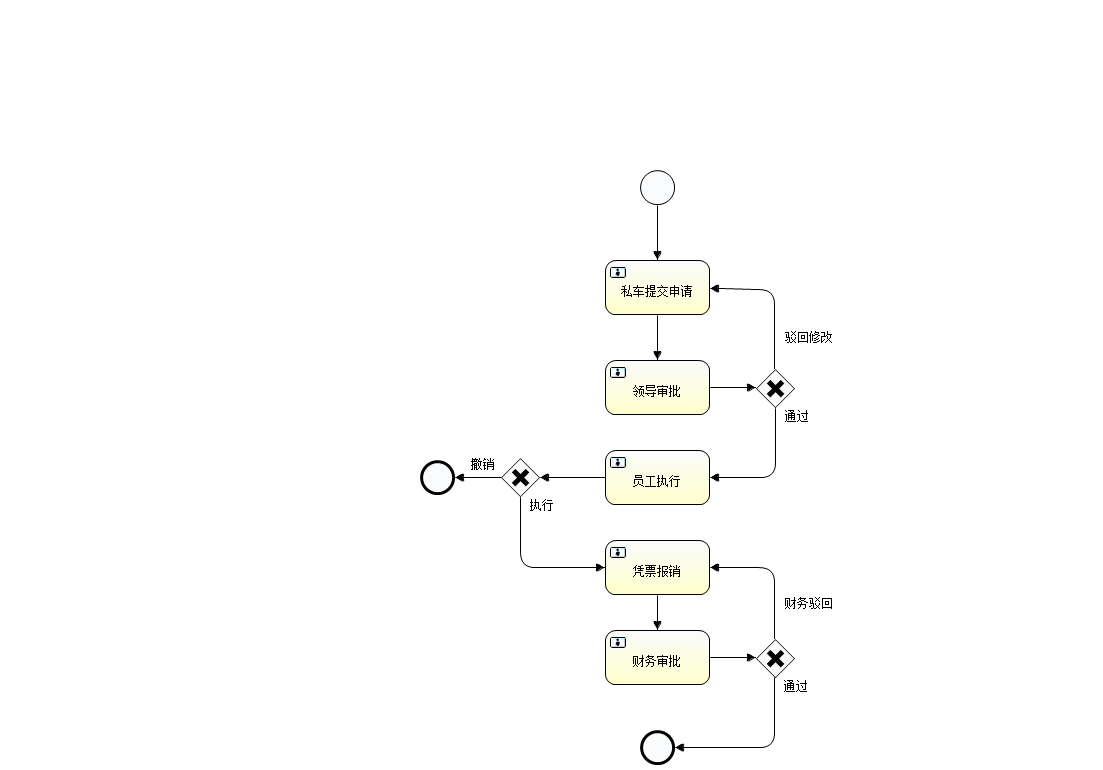 私车提交申请
驳回修改
领导审批
通过
撤销
员工执行
执行
凭票报销
财务驳回
财务审批
通过